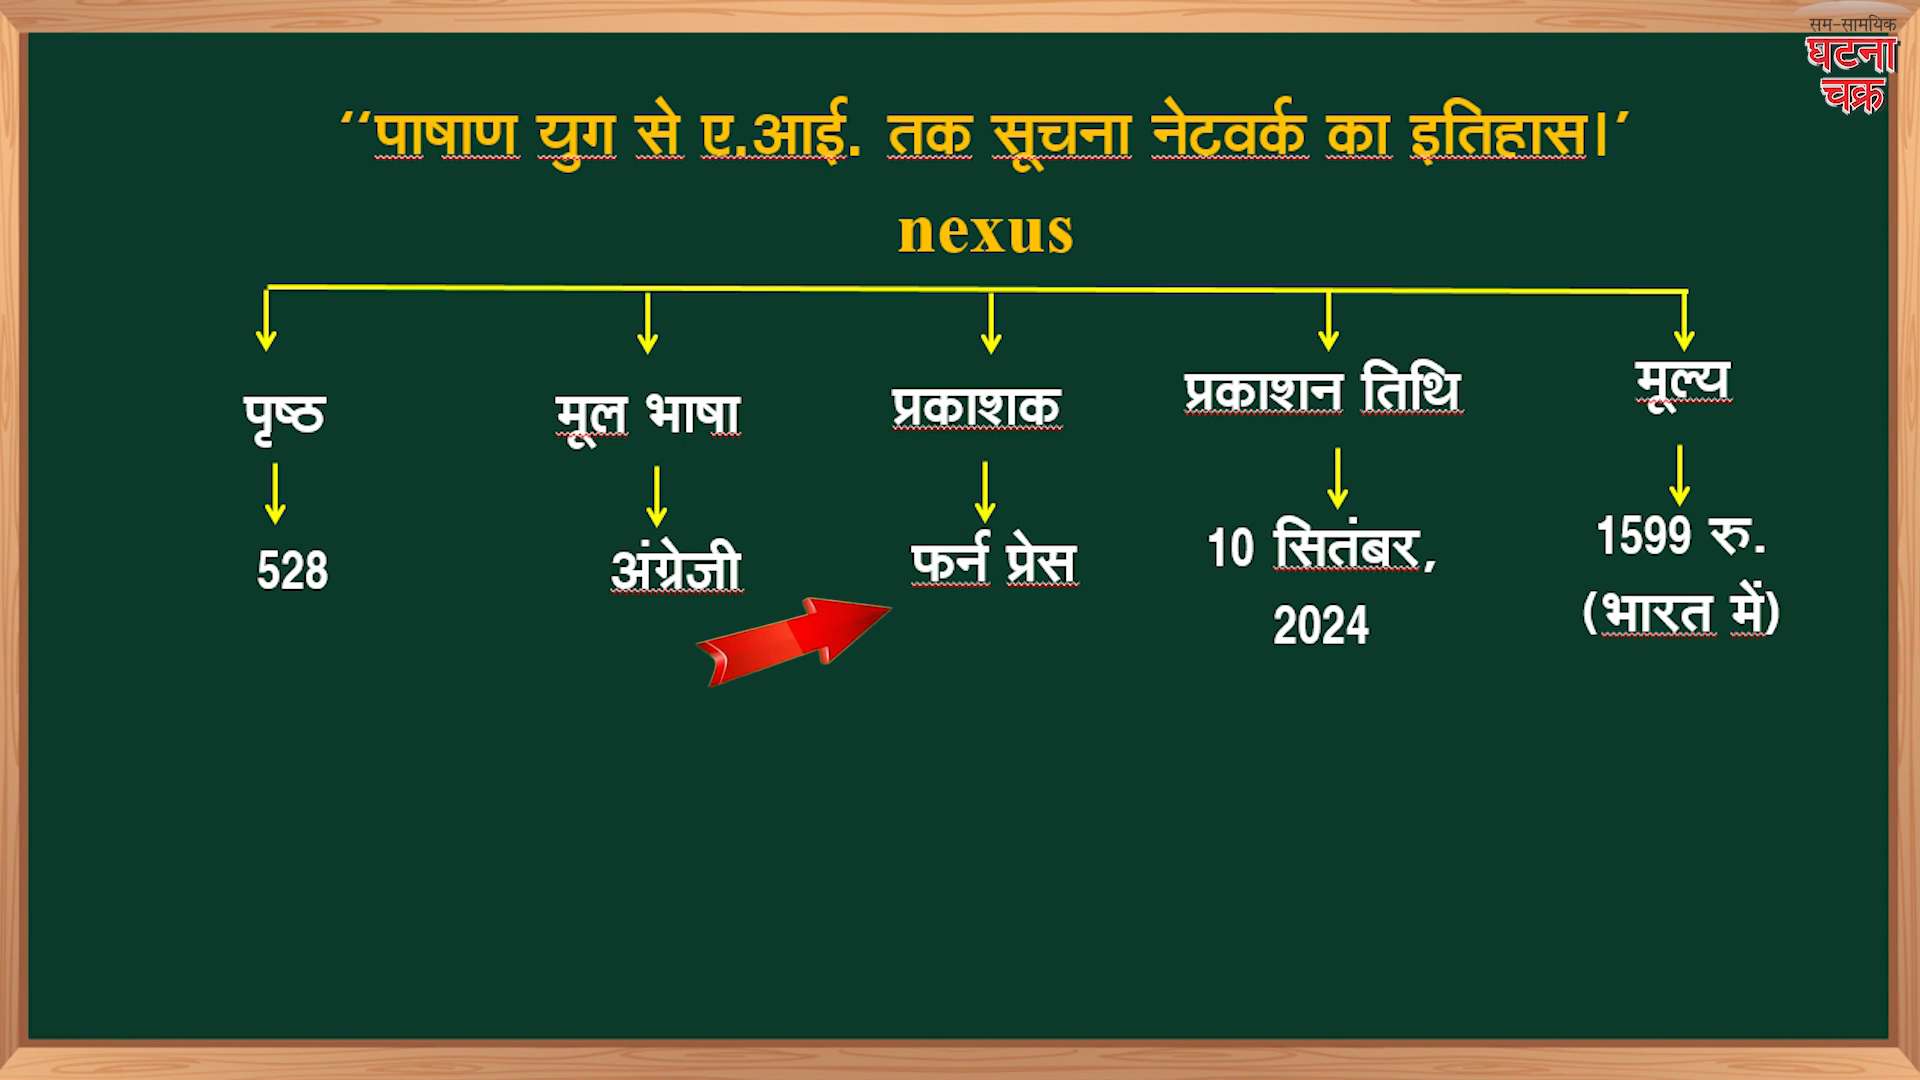 सम-सामयिक
घटना
चक्र
‘‘पाषाण युग से ए.आई. तक सूचना नेटवर्क का इतिहास।’
nexus
पृष्ठ
मूल भाषा
प्रकाशक
प्रकाशन तिथि
मूल्य
528
अंग्रेजी
फर्न प्रेस
10 सितंबर,
2024
1599 रु.
(भारत में)